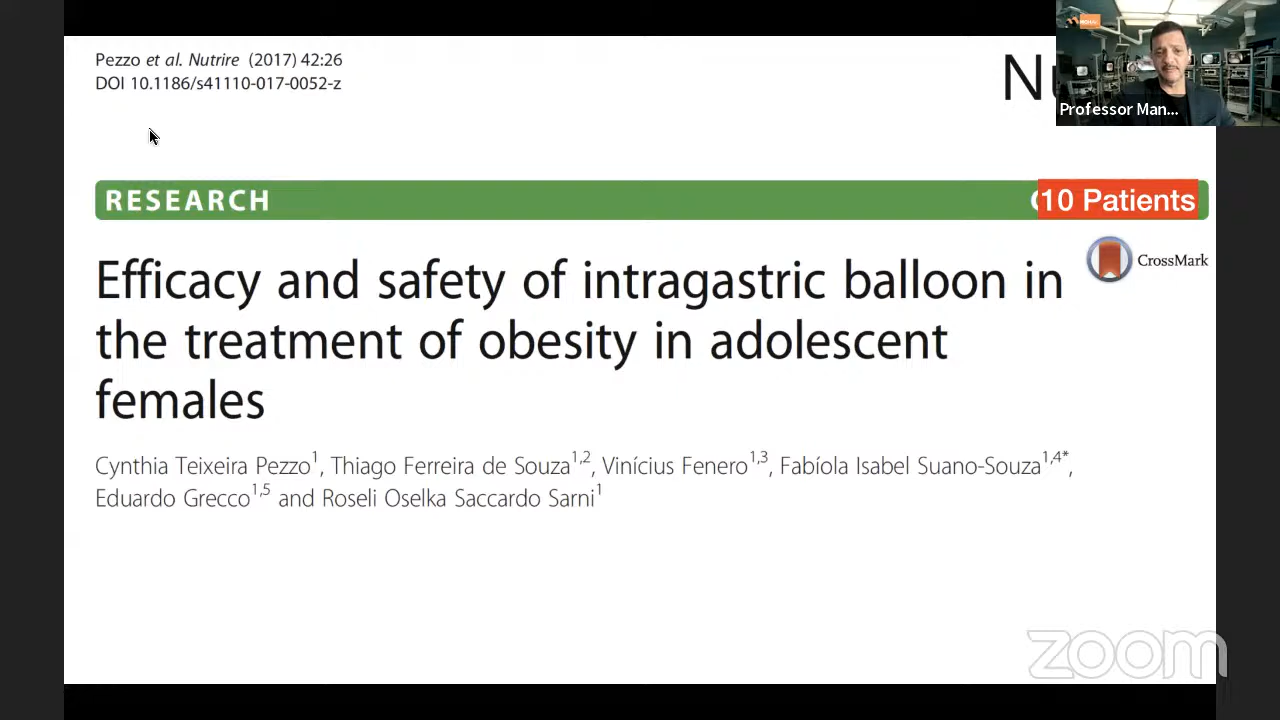 Pezzo et al. Nutrire (2017) 42:26
DOI 10.1186/s41110-017-0052-z
Professor Man...
RESEARCH
10 Patients
CrossMark
Efficacy and safety of intragastric balloon in
the treatment of obesity in adolescent
females
Cynthia Teixeira Pezzo1, Thiago Ferreira de Souza1,2, Vinícius Fenero1,3, Fabíola Isabel Suano-Souza1,4*,
Eduardo Grecco1,5 and Roseli Oselka Saccardo Sarni1
zoom